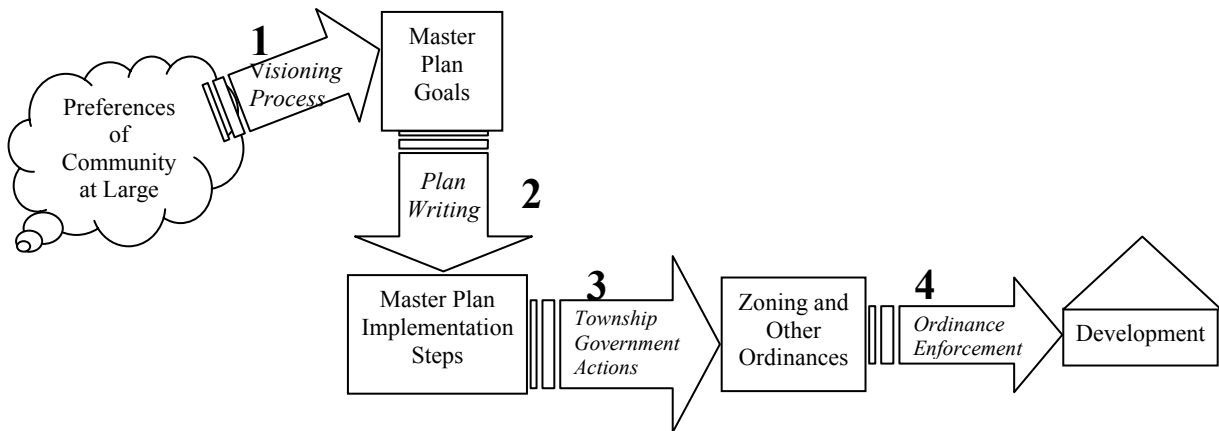 Preferences
of
Community
at Large
1
Visioning
Process
Master
Plan
Goals
Plan
Writing
2
Master Plan
Implementation
Steps
3
Township
Government
Actions
Zoning and
Other
Ordinances
4
Ordinance
Enforcement
Development